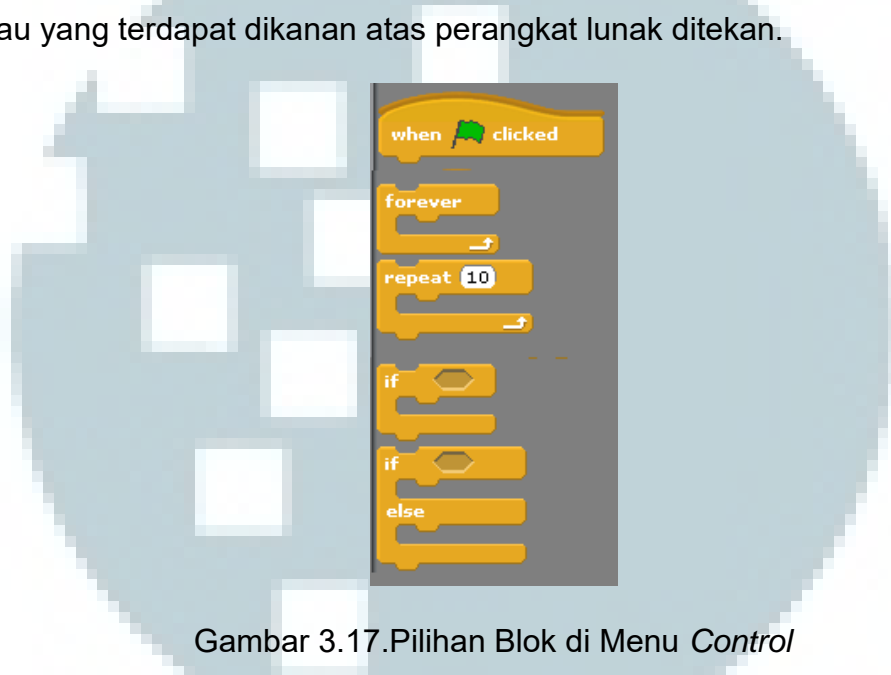 au yang terdapat dikanan atas perangkat lunak ditekan.
when clicked
forever
repeat 10
if
if
else
Gambar 3.17.Pilihan Blok di Menu Control